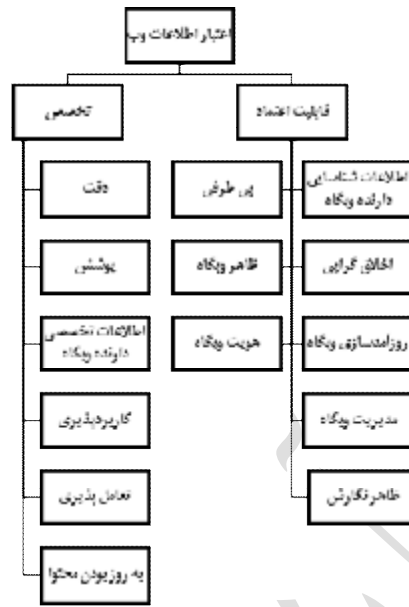 اعتبار اطلاعات وب
قابلیت اعتماد
تخصص
اطلاعات شناسایی
دارنده وبگاه
بی طرفی
دقت
اخلاق گرایی
ظاهر وبگاه
پوشش
روزآمدسازی وبگاه
هویت وبگاه
اطلاعات تخصصی
دارنده وبگاه
مدیریت وبگاه
کاربردپذیری
ظاهر نگارش
تعامل پذیری
به روز بودن محتوا